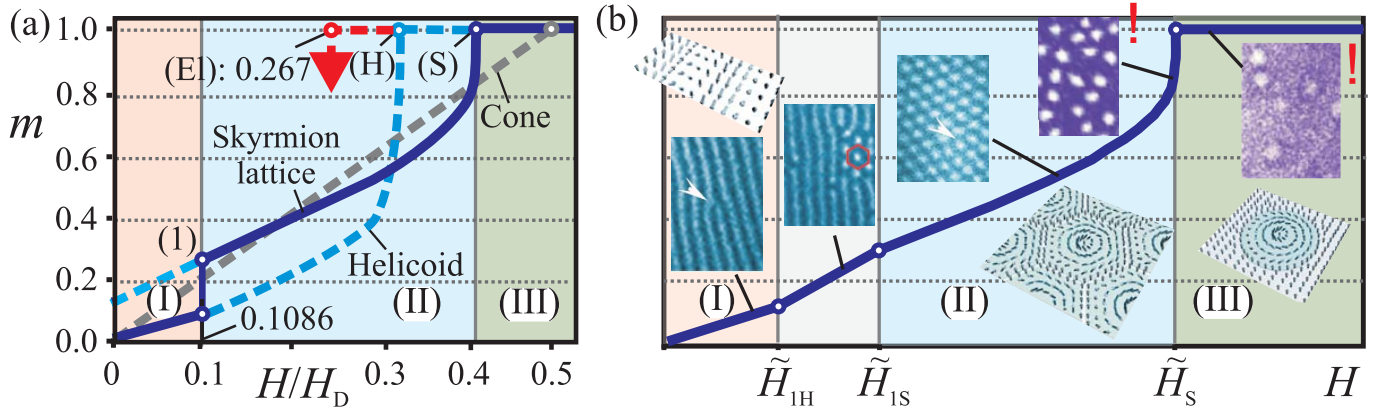 (a)
1.0
0.8
0.6
0.4
0.2
0.0
m
(El): 0.267
(H)
(S)
Cone
Skyrmion
lattice
(1)
Helicoid
(I)
(II)
(III)
0.1086
0
0.1
H/H_D
0.3
0.4
0.5
(b)
!
!
(I)
(II)
(III)
H̃_1H
H̃_1S
H̃_S
H̃